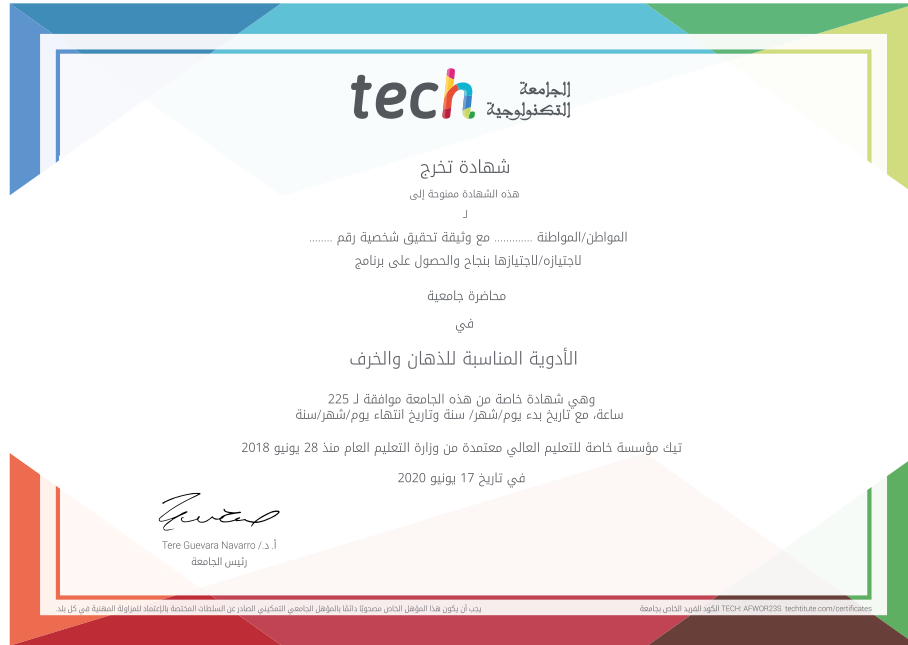 tech الجامعة
التكنولوجية
شهادة تخرج
هذه الشهادة ممنوحة إلى
لـ
المواطن/المواطنة ............ مع وثيقة تحقيق شخصية رقم ........
لاجتيازه/لاجتيازها بنجاح والحصول على برنامج
محاضرة جامعية
في
الأدوية المناسبة للذهان والخرف
وهي شهادة خاصة من هذه الجامعة موافقة لـ 225
ساعة، مع تاريخ بدء يوم/شهر/ سنة وتاريخ انتهاء يوم/شهر/سنة
تيك مؤسسة خاصة للتعليم العالي معتمدة من وزارة التعليم العام منذ 28 يونيو 2018
في تاريخ 17 يونيو 2020
أ. د./ Tere Guevara Navarro
رئيس الجامعة
يجب أن يكون هذا المؤهل الخاص مصحوبًا دائمًا بالمؤهل الجامعي التمكيني الصادر عن السلطات المختصة بالإعتماد للمزاولة المهنية في كل بلد.
الكود الفريد الخاص بجامعة TECH: AFWOR23S techtitute.com/certificates